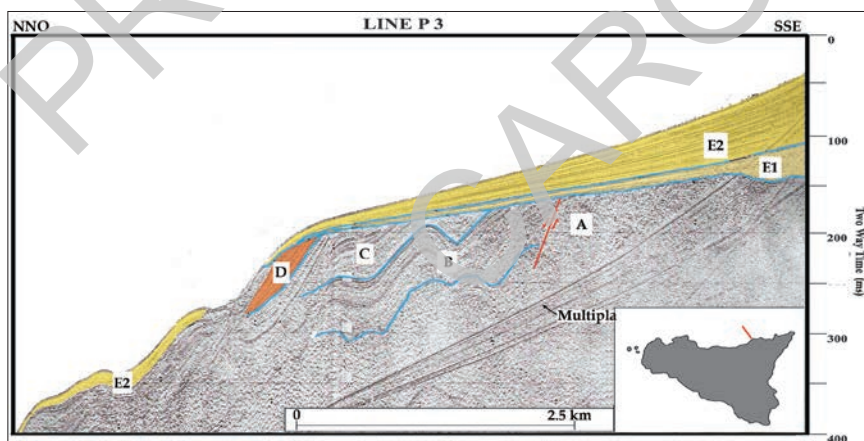 NNO LINE P 3 SSE
0
100
200
300
400
Two Way Time [ms]
E2
E1
A
C
B
D
Multipla
E2
0 2.5 km